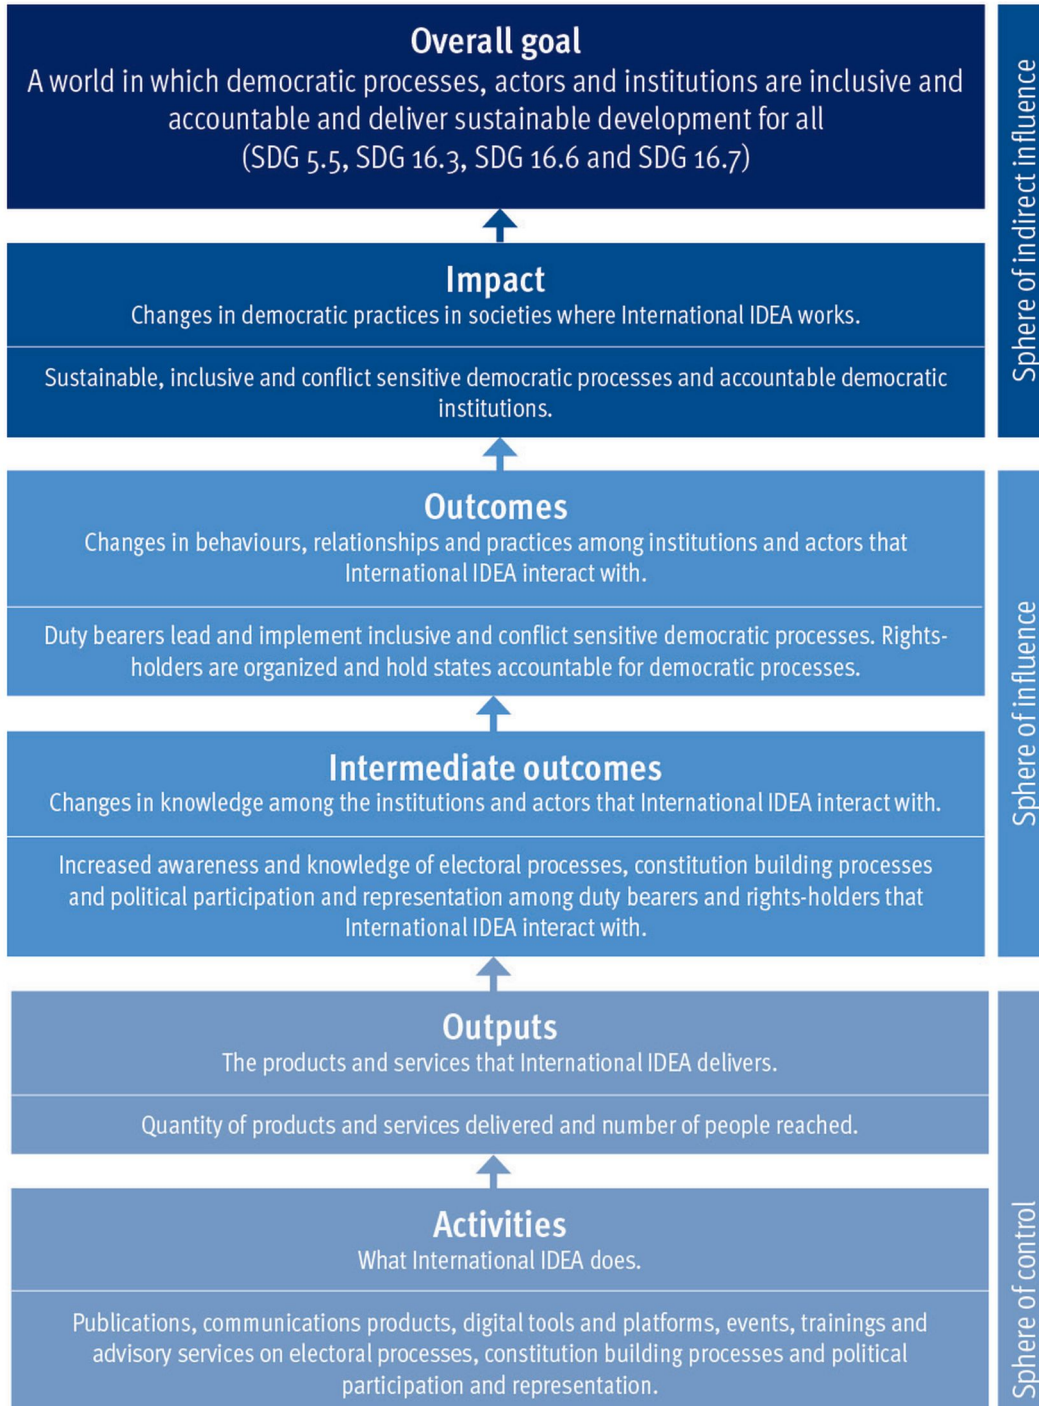 Overall goal
A world in which democratic processes, actors and institutions are inclusive and
accountable and deliver sustainable development for all
(SDG 5.5, SDG 16.3, SDG 16.6 and SDG 16.7)
Impact
Changes in democratic practices in societies where International IDEA works.
Sustainable, inclusive and conflict sensitive democratic processes and accountable democratic
institutions.
Sphere of indirect influence
Outcomes
Changes in behaviours, relationships and practices among institutions and actors that
International IDEA interact with.
Duty bearers lead and implement inclusive and conflict sensitive democratic processes. Rights-
holders are organized and hold states accountable for democratic processes.
Intermediate outcomes
Changes in knowledge among the institutions and actors that International IDEA interact with.
Increased awareness and knowledge of electoral processes, constitution building processes
and political participation and representation among duty bearers and rights-holders that
International IDEA interact with.
Sphere of influence
Outputs
The products and services that International IDEA delivers.
Quantity of products and services delivered and number of people reached.
Activities
What International IDEA does.
Publications, communications products, digital tools and platforms, events, trainings and
advisory services on electoral processes, constitution building processes and political
participation and representation.
Sphere of control